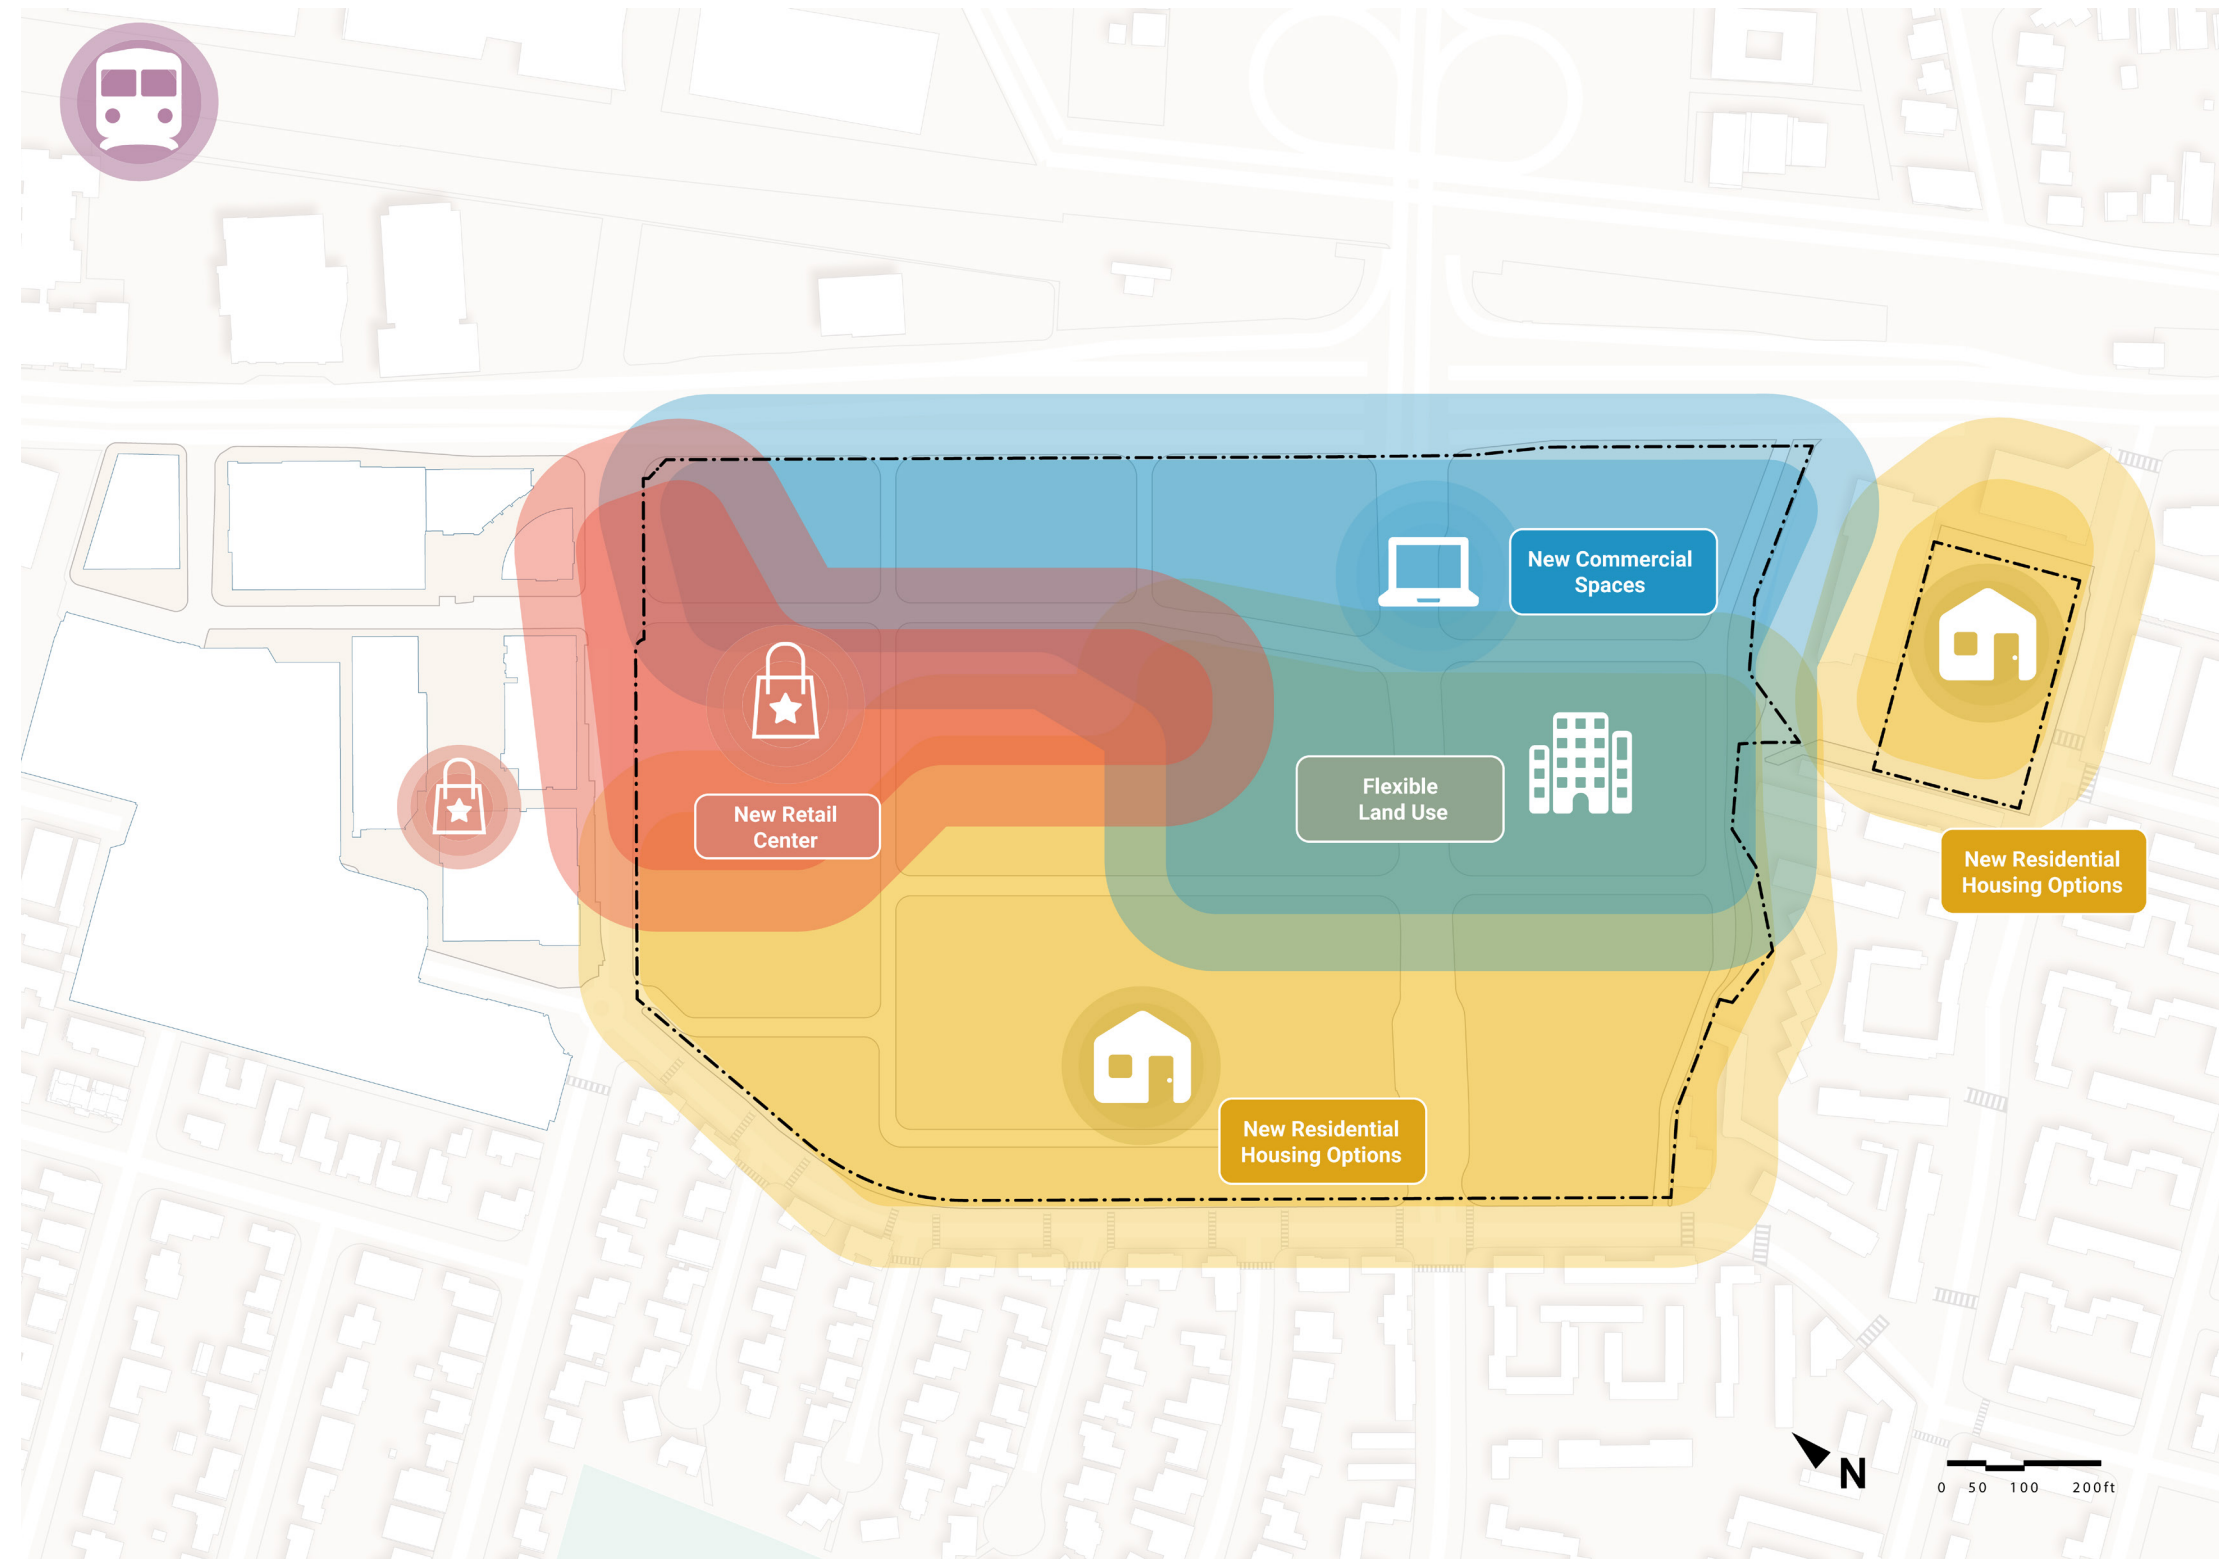 New Commercial
Spaces
New Retail
Center
Flexible
Land Use
New Residential
Housing Options
New Residential
Housing Options
N
0 50 100 200ft